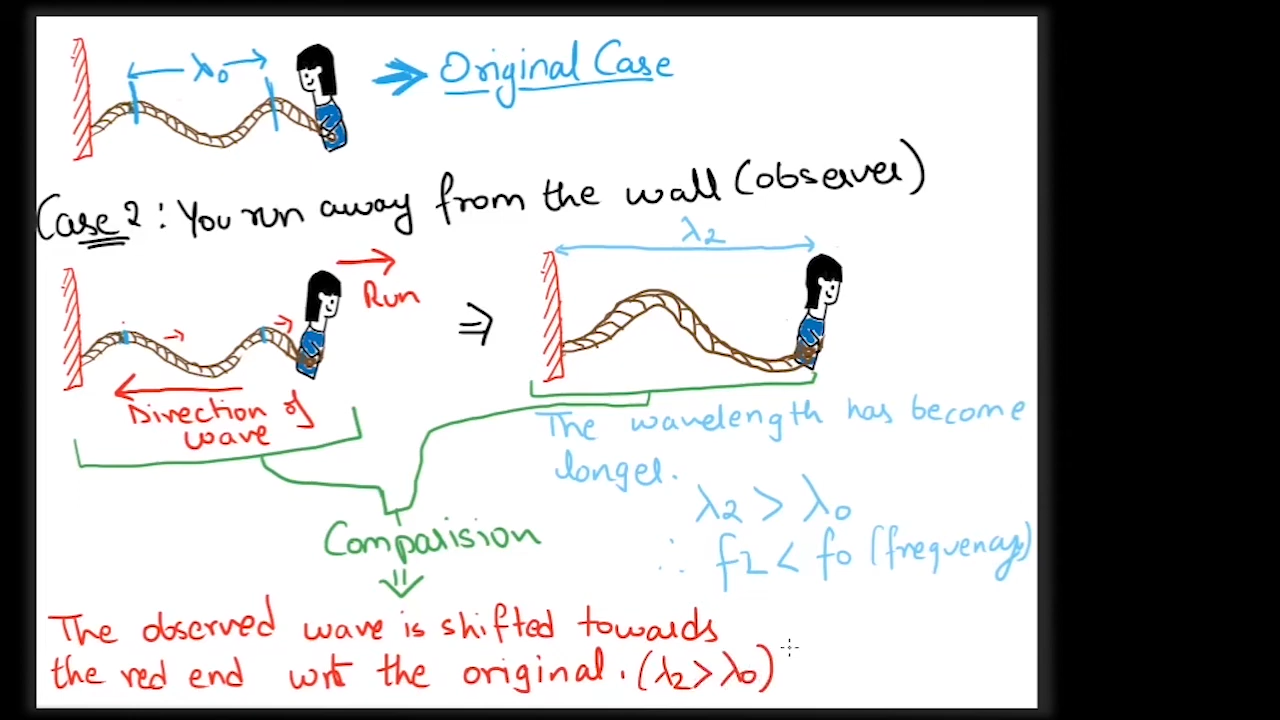 λ₀
Original Case
Case 2: You run away from the wall (observer)
λ₂
Run
⇒
Direction of
wave
The wavelength has become
longer.
λ₂ > λ₀
∴ f₂ < f₀ (frequency)
Comparision
The observed wave is shifted towards
the red end wrt the original. (λ₂ > λ₀)